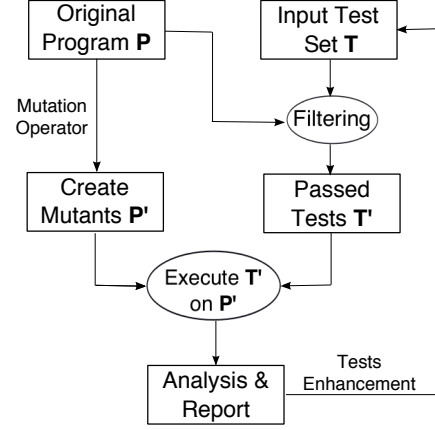 Original
Program P
Input Test
Set T
Mutation
Operator
Filtering
Create
Mutants P'
Passed
Tests T'
Execute T'
on P'
Analysis &
Report
Tests
Enhancement